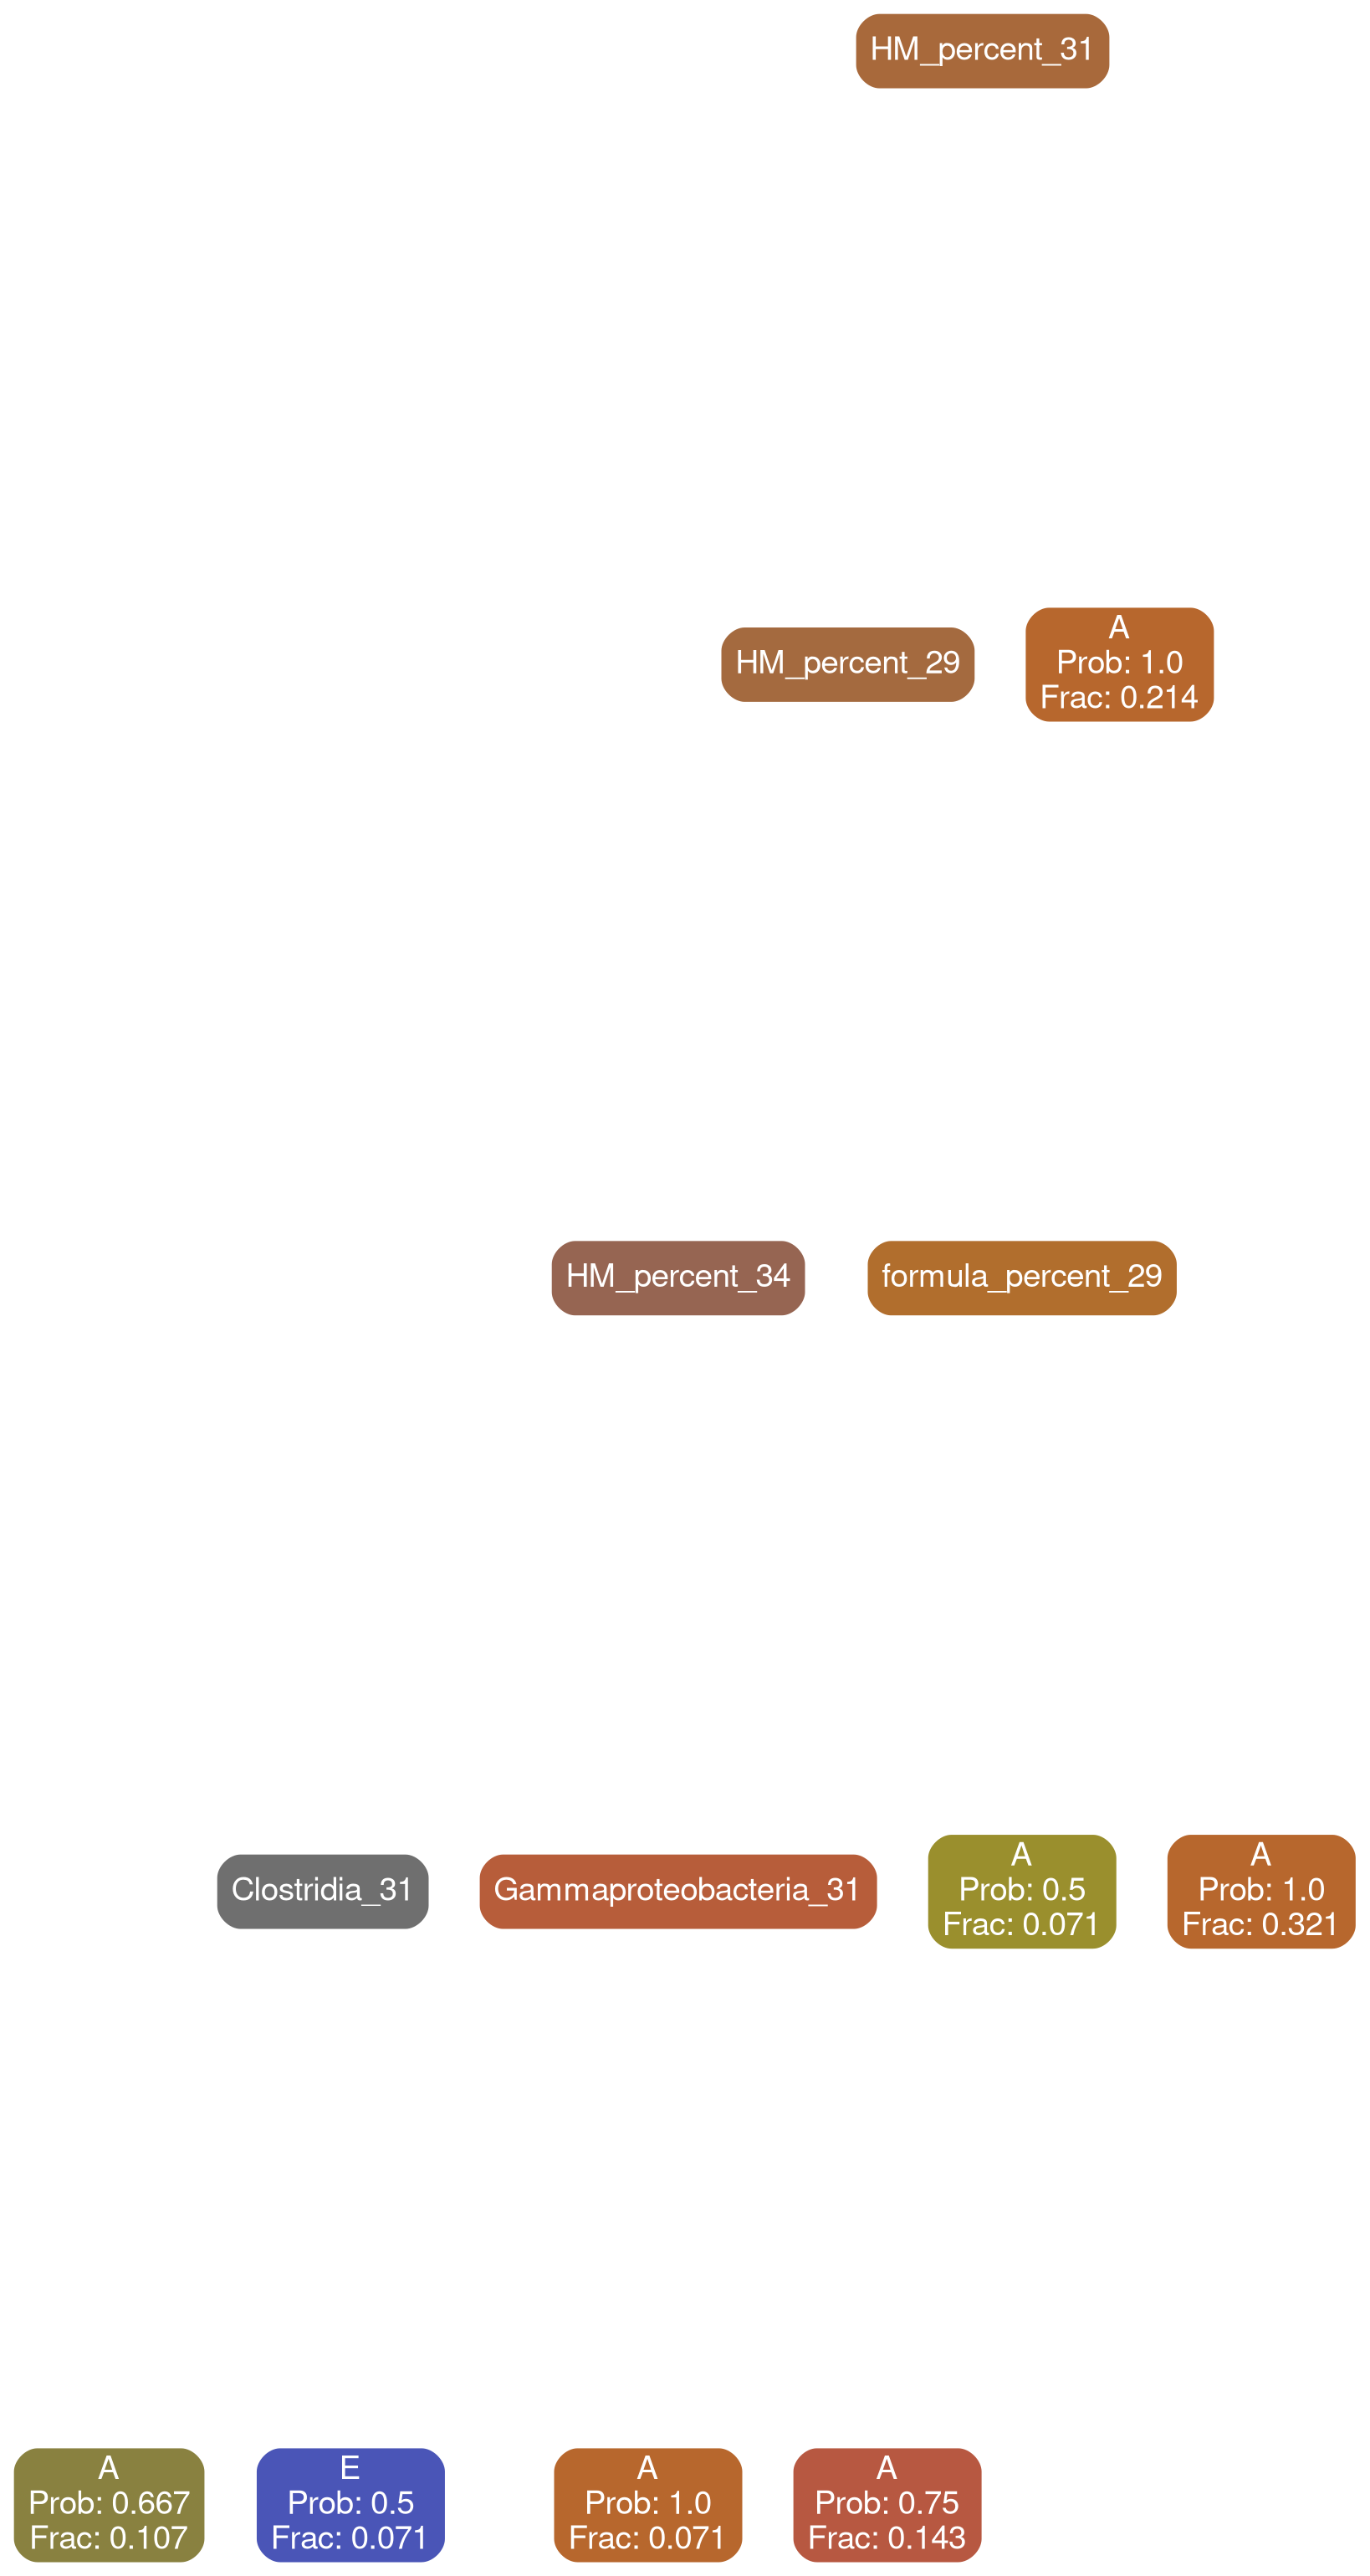 HM_percent_31
HM_percent_29
A
Prob: 1.0
Frac: 0.214
HM_percent_34
formula_percent_29
Clostridia_31
Gammaproteobacteria_31
A
Prob: 0.5
Frac: 0.071
A
Prob: 1.0
Frac: 0.321
A
Prob: 0.667
Frac: 0.107
E
Prob: 0.5
Frac: 0.071
A
Prob: 1.0
Frac: 0.071
A
Prob: 0.75
Frac: 0.143